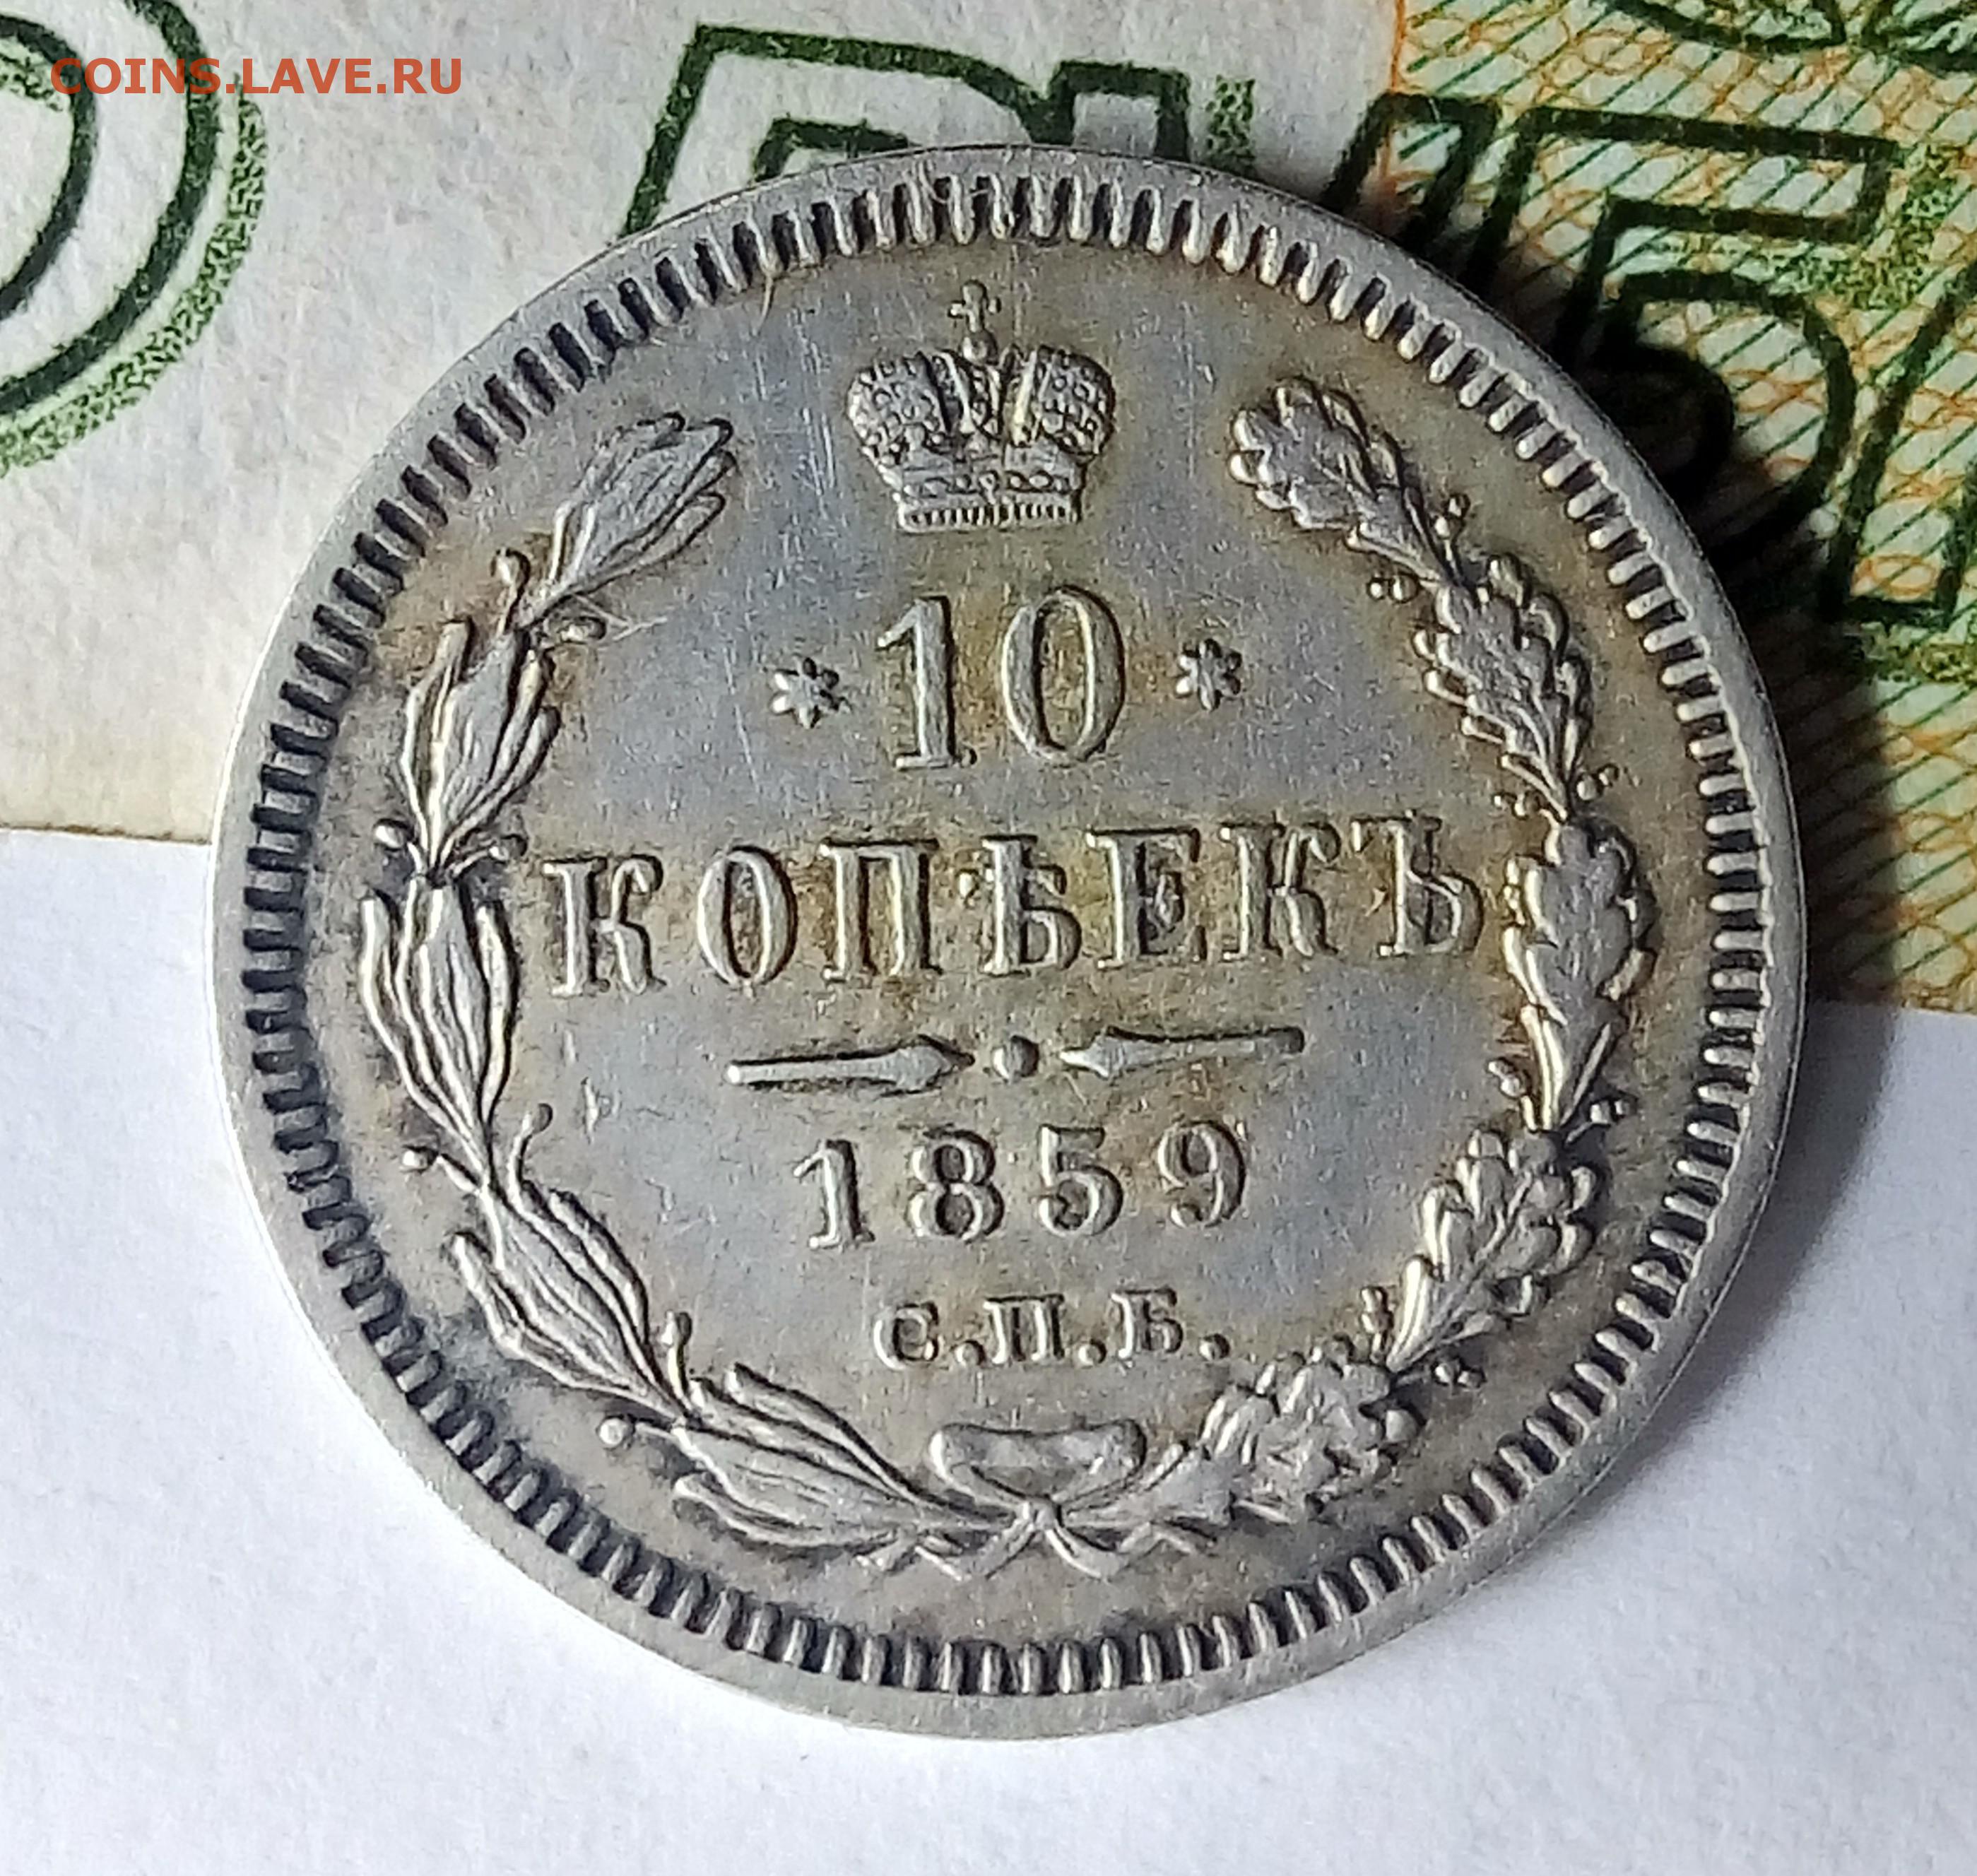 COINS.LAVE.RU
* 10 *
КОПѢЕКЪ
1859
С.П.Б.